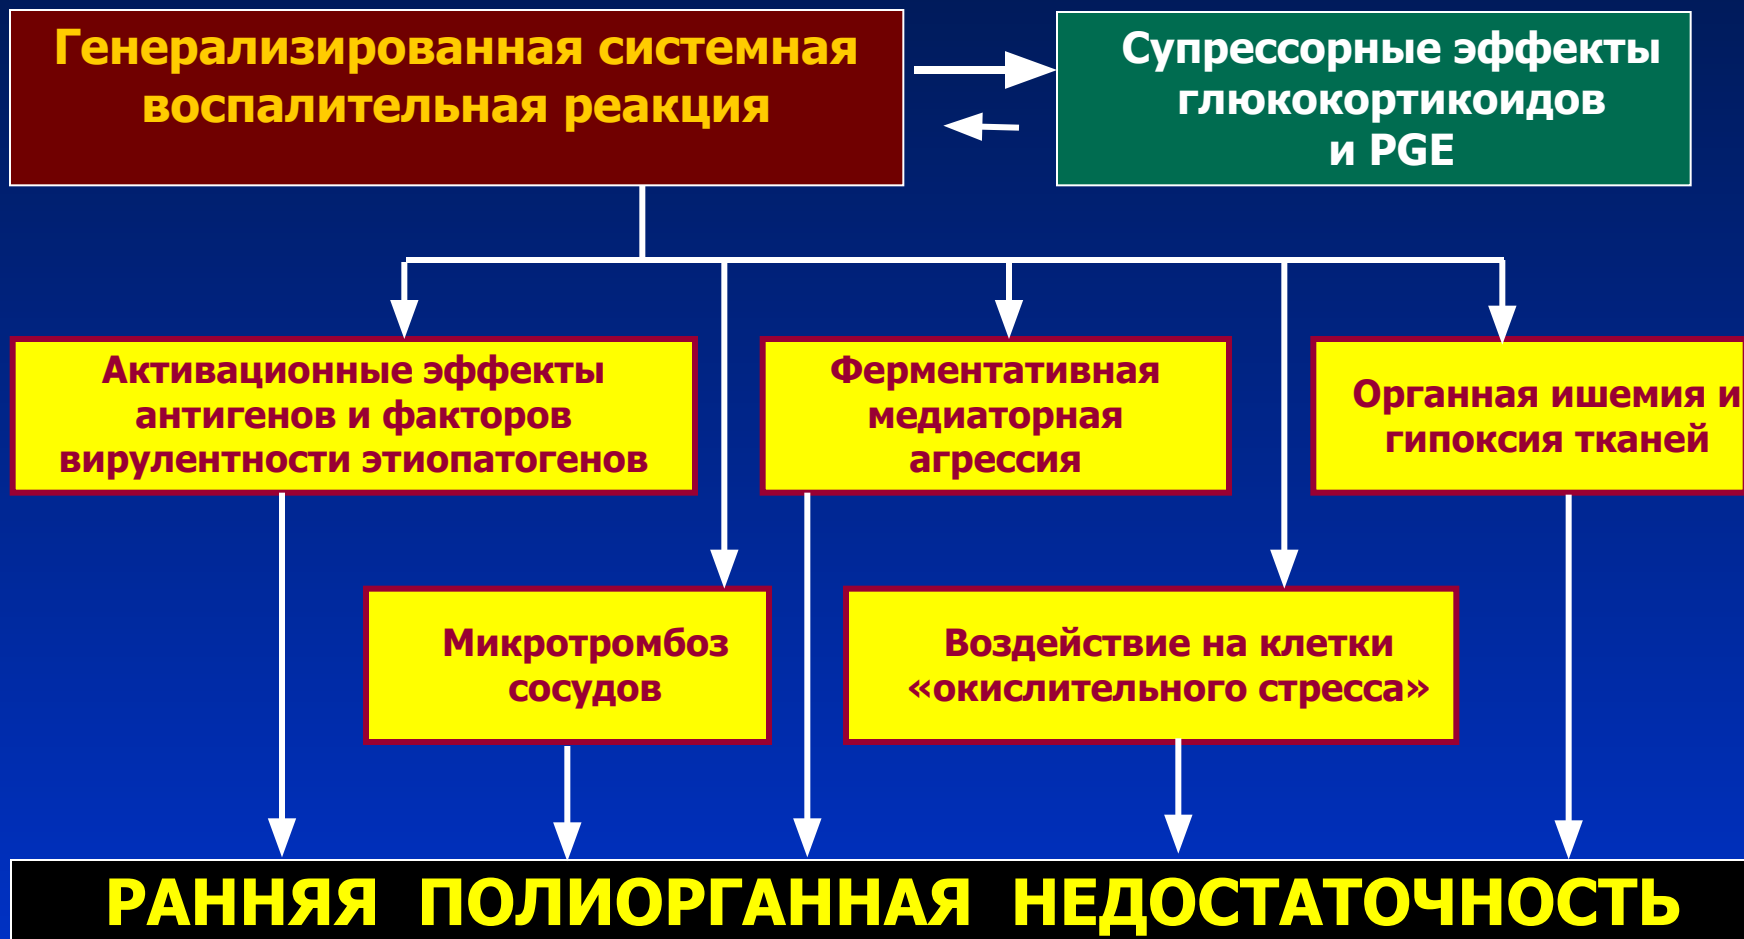 Генерализированная системная
воспалительная реакция
Супрессорные эффекты
глюкокортикоидов
и PGE
Активационные эффекты
антигенов и факторов
вирулентности этиопатогенов
Ферментативная
медиаторная
агрессия
Органная ишемия и
гипоксия тканей
Микротромбоз
сосудов
Воздействие на клетки
«окислительного стресса»
РАННЯЯ ПОЛИОРГАННАЯ НЕДОСТАТОЧНОСТЬ